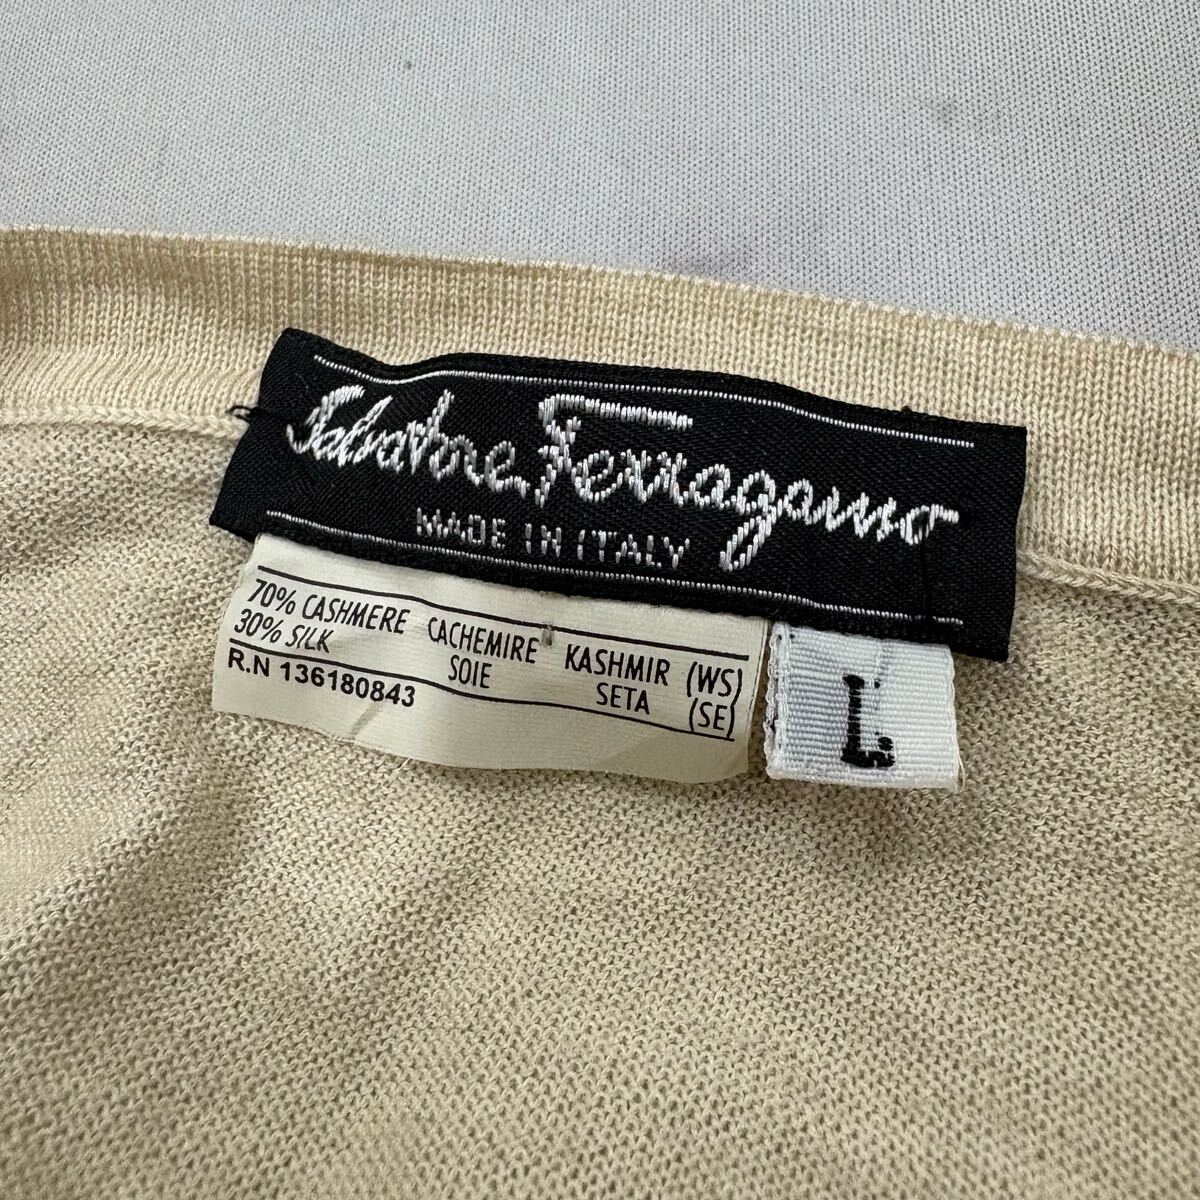 Salvatore Ferragamo
MADE IN ITALY
70% CASHMERE CACHEMIRE KASHMIR (WS)
30% SILK SOIE SETA (SE)
R.N 136180843
L